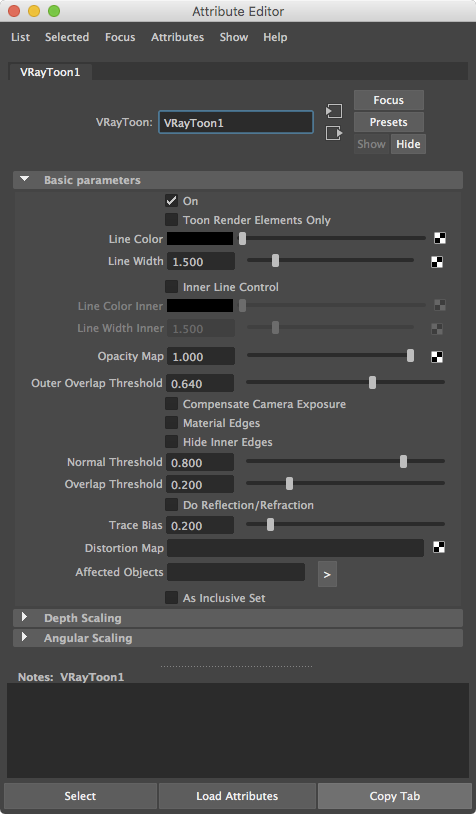 Attribute Editor
List Selected Focus Attributes Show Help
VRayToon1
Focus
VRayToon: VRayToon1 Presets
Show Hide
Basic parameters
On
Toon Render Elements Only
Line Color
Line Width 1.500
Inner Line Control
Line Color Inner
Line Width Inner 1.500
Opacity Map 1.000
Outer Overlap Threshold 0.640
Compensate Camera Exposure
Material Edges
Hide Inner Edges
Normal Threshold 0.800
Overlap Threshold 0.200
Do Reflection/Refraction
Trace Bias 0.200
Distortion Map
Affected Objects >
As Inclusive Set
Depth Scaling
Angular Scaling
Notes: VRayToon1
Select Load Attributes Copy Tab